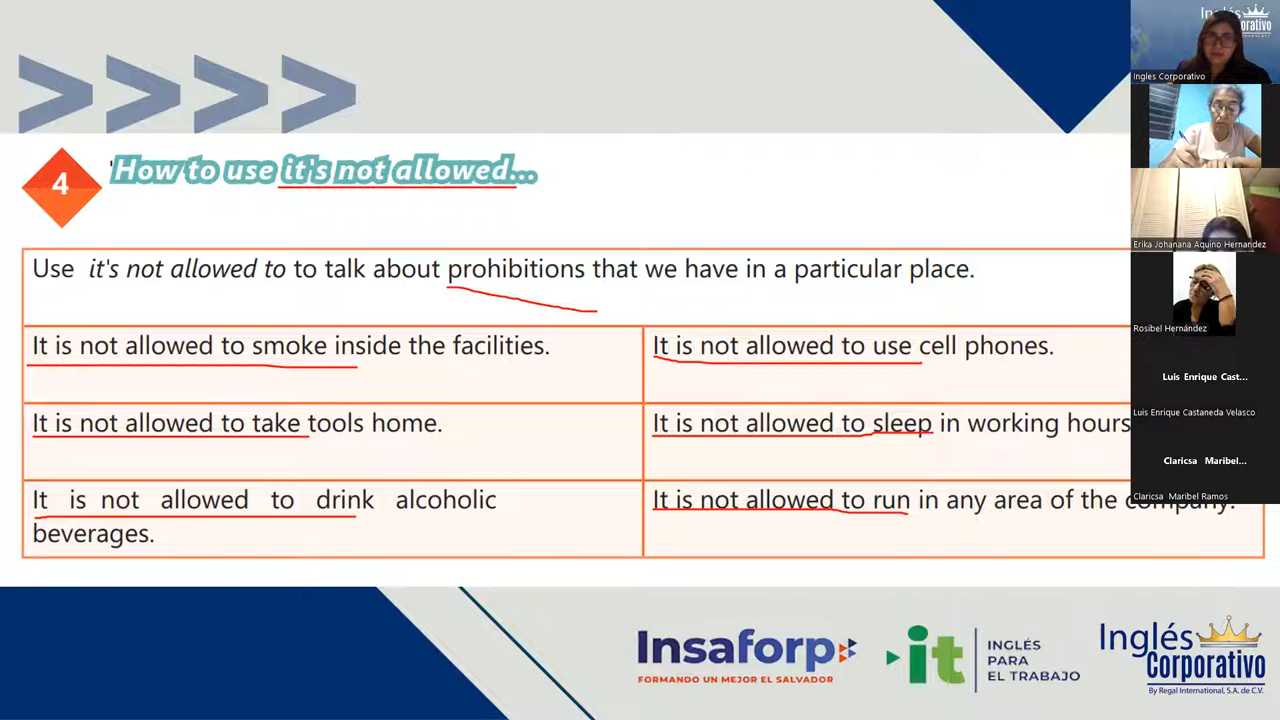 4
How to use it's not allowed...
Use it's not allowed to to talk about prohibitions that we have in a particular place.
It is not allowed to smoke inside the facilities.
It is not allowed to use cell phones.
It is not allowed to take tools home.
It is not allowed to sleep in working hours
It is not allowed to drink alcoholic
beverages.
It is not allowed to run in any area of the company.
Ingles Corporativo
Erika Johanana Aquino Hernandez
Rosibel Hernández
Luis Enrique Cast...
Luis Enrique Castaneda Velasco
Claricsa Maribel...
Claricsa Maribel Ramos
Insaforp
FORMANDO UN MEJOR EL SALVADOR
it
INGLÉS
PARA
EL TRABAJO
Inglés
Corporativo
By Regal International, S.A. de C.V.